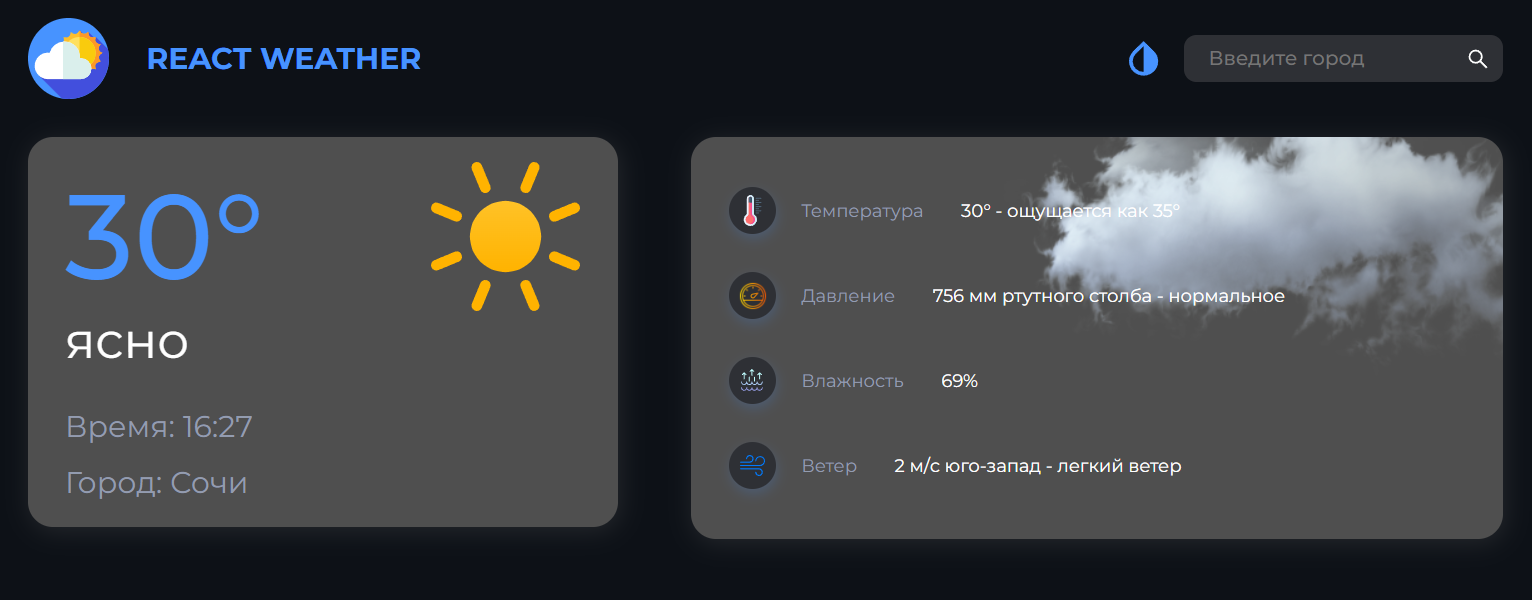 REACT WEATHER
Введите город
30°
ясно
Время: 16:27
Город: Сочи
Температура 30° - ощущается как 35°
Давление 756 мм ртутного столба - нормальное
Влажность 69%
Ветер 2 м/с юго-запад - легкий ветер